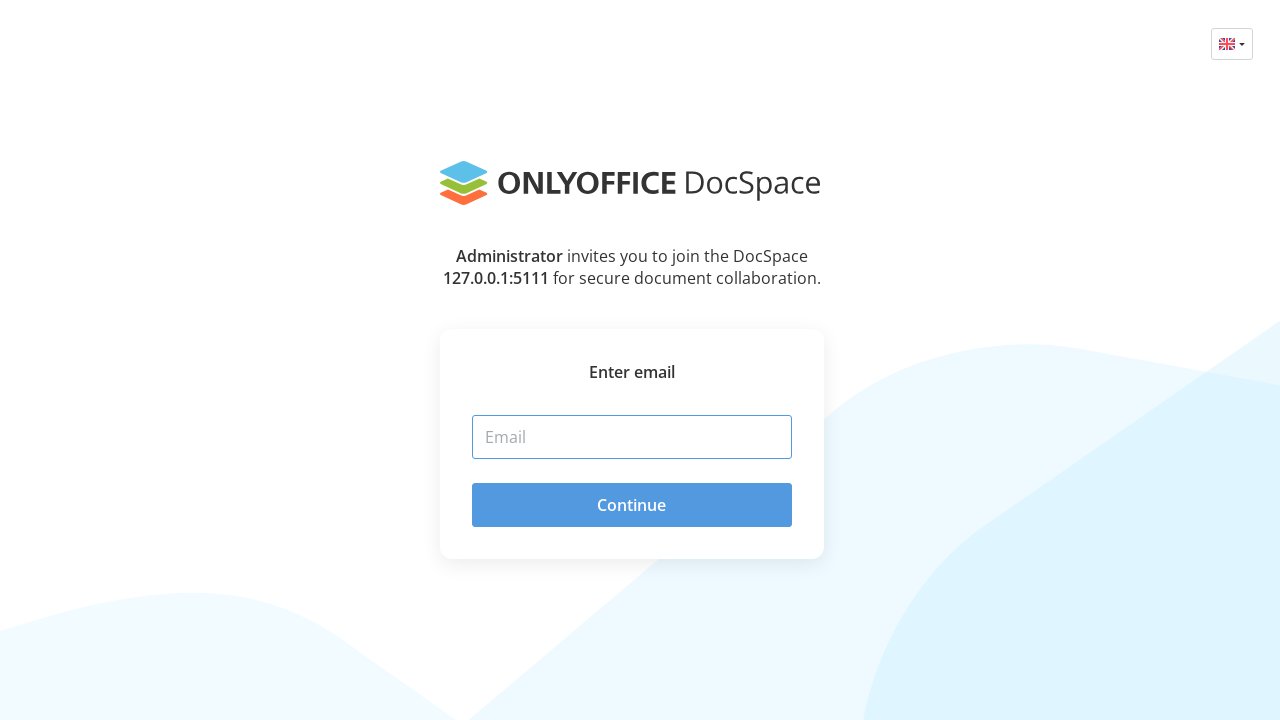 ONLYOFFICE DocSpace
Administrator invites you to join the DocSpace
127.0.0.1:5111 for secure document collaboration.
Enter email
Email
Continue